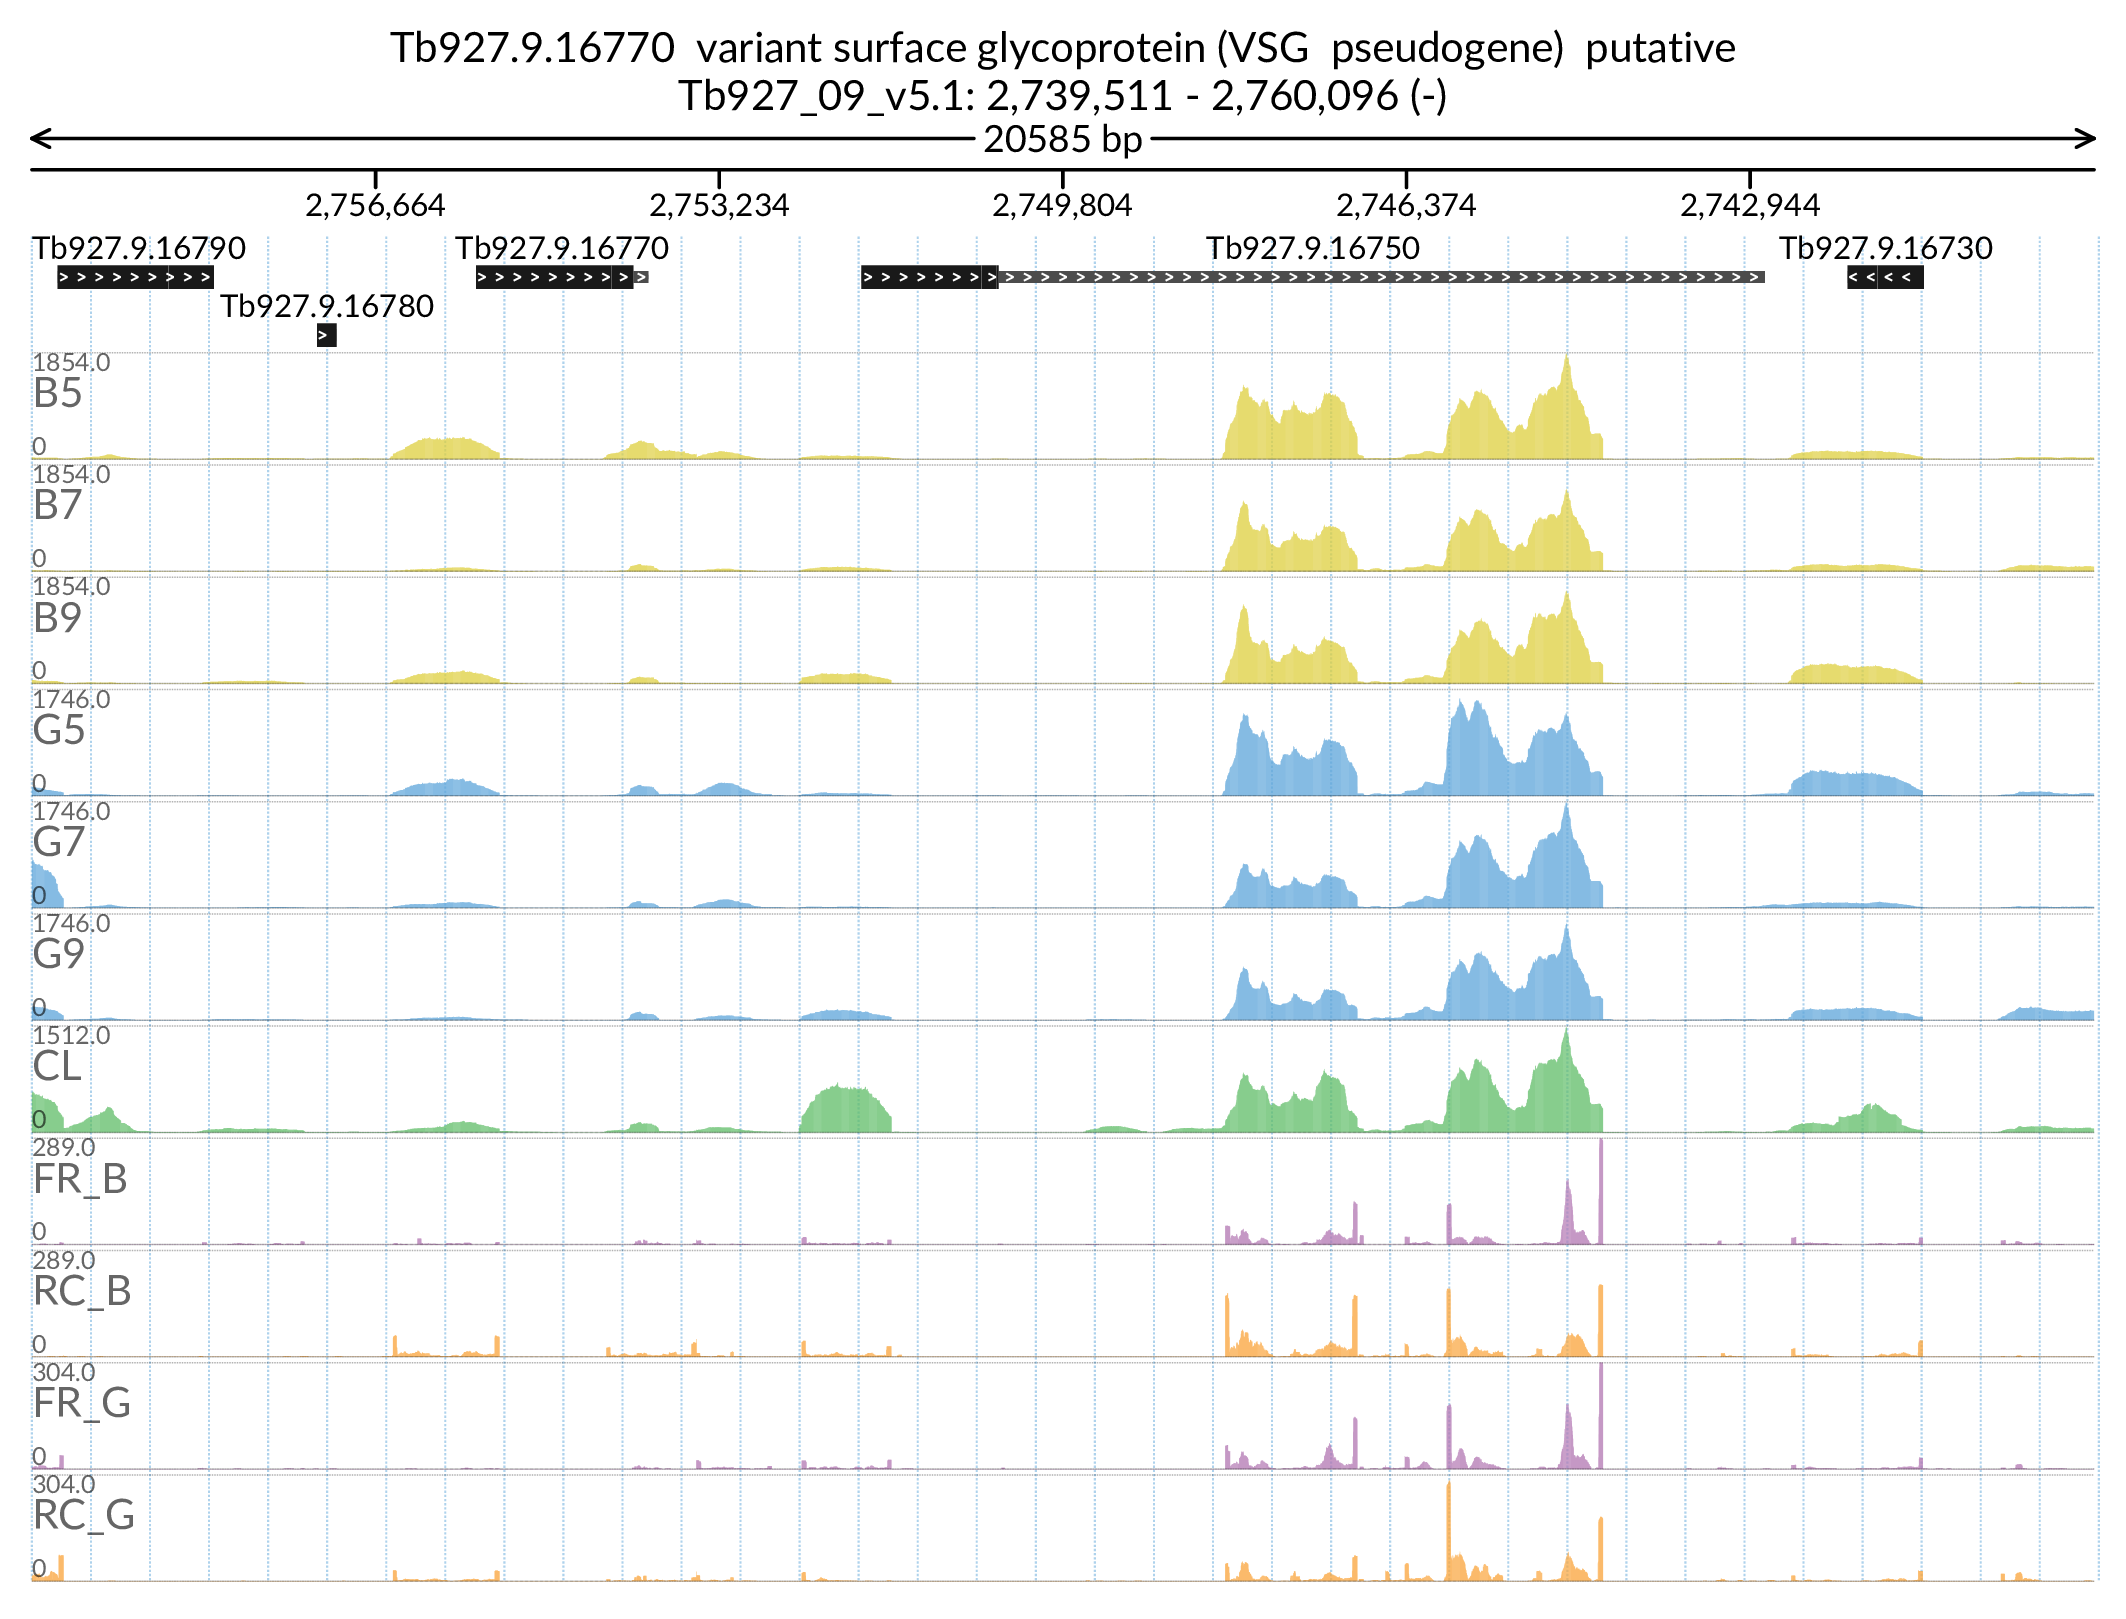 Tb927.9.16770 variant surface glycoprotein (VSG pseudogene) putative
Tb927_09_v5.1: 2,739,511 - 2,760,096 (-)
20585 bp
2,756,664 2,753,234 2,749,804 2,746,374 2,742,944
Tb927.9.16790 Tb927.9.16770 Tb927.9.16750 Tb927.9.16730
Tb927.9.16780
1854.0
B5
0
1854.0
B7
0
1854.0
B9
0
1746.0
G5
0
1746.0
G7
0
1746.0
G9
0
1512.0
CL
0
289.0
FR_B
0
289.0
RC_B
0
304.0
FR_G
0
304.0
RC_G
0